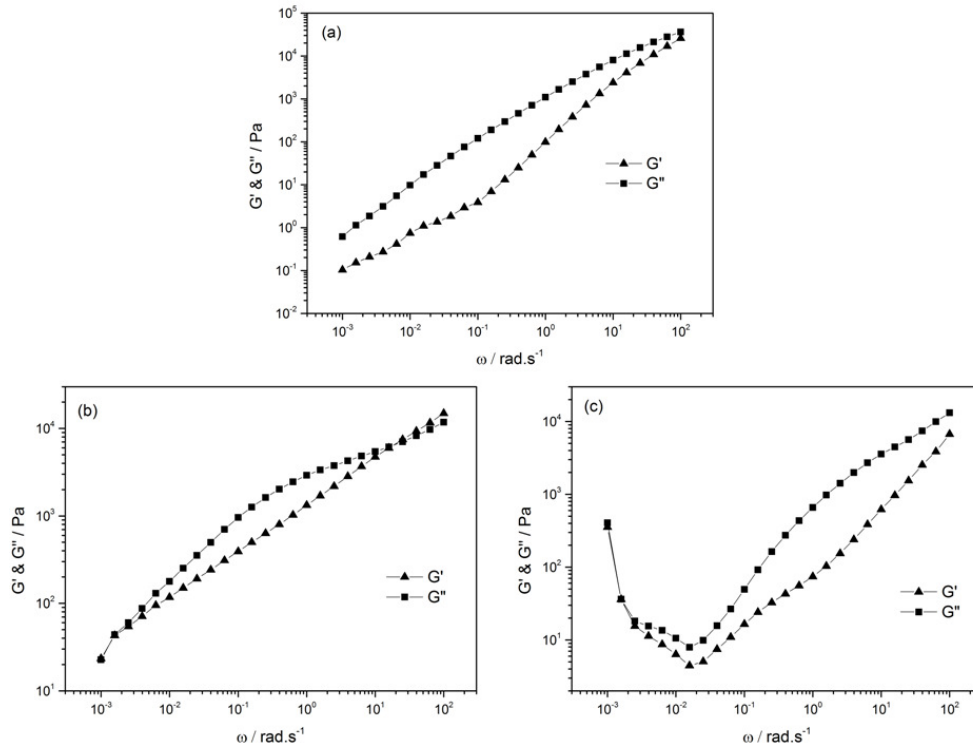 (a)
G' & G" / Pa
10^5
10^4
10^3
10^2
10^1
10^0
10^-1
10^-2
G'
G"
10^-3
10^-2
10^-1
10^0
10^1
10^2
ω / rad.s^-1
(b)
G' & G" / Pa
10^4
10^3
10^2
10^1
G'
G"
10^-3
10^-2
10^-1
10^0
10^1
10^2
ω / rad.s^-1
(c)
G' & G" / Pa
10^4
10^3
10^2
10^1
G'
G"
10^-3
10^-2
10^-1
10^0
10^1
10^2
ω / rad.s^-1